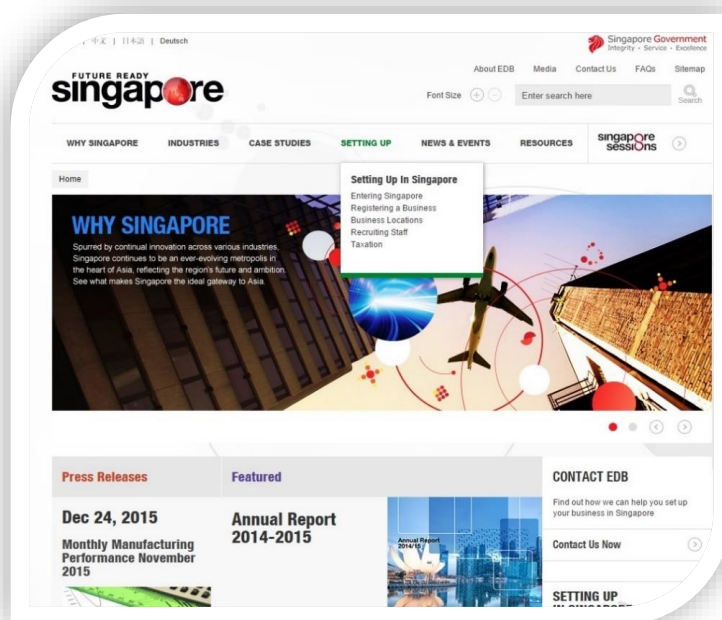 中文 | 日本語 | Deutsch
Singapore Government
Integrity · Service · Excellence
About EDB Media Contact Us FAQs Sitemap
FUTURE READY
singapore
Font Size + - Enter search here Search
WHY SINGAPORE INDUSTRIES CASE STUDIES SETTING UP NEWS & EVENTS RESOURCES singapore sessions
Home
Setting Up In Singapore
Entering Singapore
Registering a Business
Business Locations
Recruiting Staff
Taxation
WHY SINGAPORE
Spurred by continual innovation across various industries,
Singapore continues to be an ever-evolving metropolis in
the heart of Asia, reflecting the region's future and ambition.
See what makes Singapore the ideal gateway to Asia.
Press Releases
Dec 24, 2015
Monthly Manufacturing
Performance November
2015
Featured
Annual Report
2014-2015
Annual Report
2014/15
CONTACT EDB
Find out how we can help you set up
your business in Singapore
Contact Us Now
SETTING UP
IN SINGAPORE